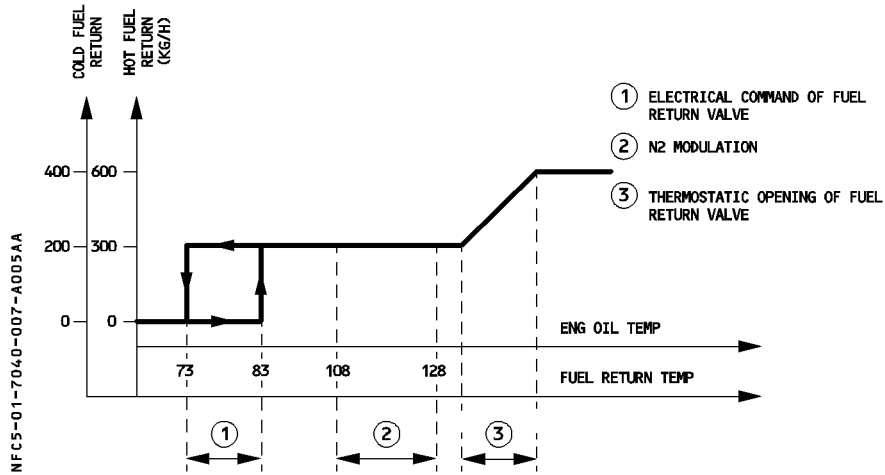 COLD FUEL
RETURN
HOT FUEL
RETURN
(KG/H)
1 ELECTRICAL COMMAND OF FUEL
RETURN VALVE
2 N2 MODULATION
3 THERMOSTATIC OPENING OF FUEL
RETURN VALVE
400 600
200 300
0 0
ENG OIL TEMP
73 83 108 128
FUEL RETURN TEMP
1 2 3
NFC5-01-7040-007-A005AA